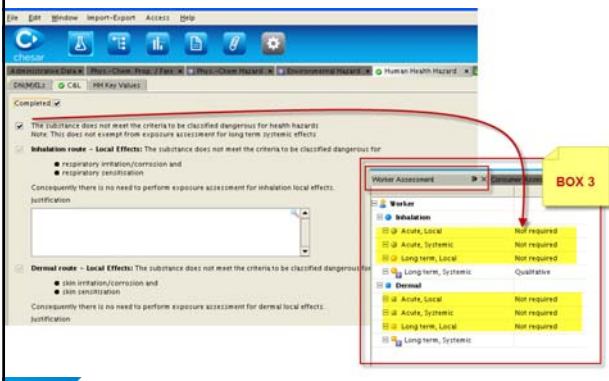 File Edit Window Import-Export Access Help
chesar
Administrative Data Phys.-Chem. Prop. / Fate Phys.-Chem Hazard Environmental Hazard Human Health Hazard
DN(M)ELs C&L HH Key Values
Completed
The substance does not meet the criteria to be classified dangerous for health hazards
Note: This does not exempt from exposure assessment for long term systemic effects
Inhalation route - Local Effects: The substance does not meet the criteria to be classified dangerous for
respiratory irritation/corrosion and
respiratory sensitisation
Consequently there is no need to perform exposure assessment for inhalation local effects.
Justification
Dermal route - Local Effects: The substance does not meet the criteria to be classified dangerous for
skin irritation/corrosion and
skin sensitisation
Consequently there is no need to perform exposure assessment for dermal local effects.
Justification
Worker Assessment Consumer Assess
BOX 3
Worker
Inhalation
Acute, Local Not required
Acute, Systemic Not required
Long term, Local Not required
Long term, Systemic Qualitative
Dermal
Acute, Local Not required
Acute, Systemic Not required
Long term, Local Not required
Long term, Systemic